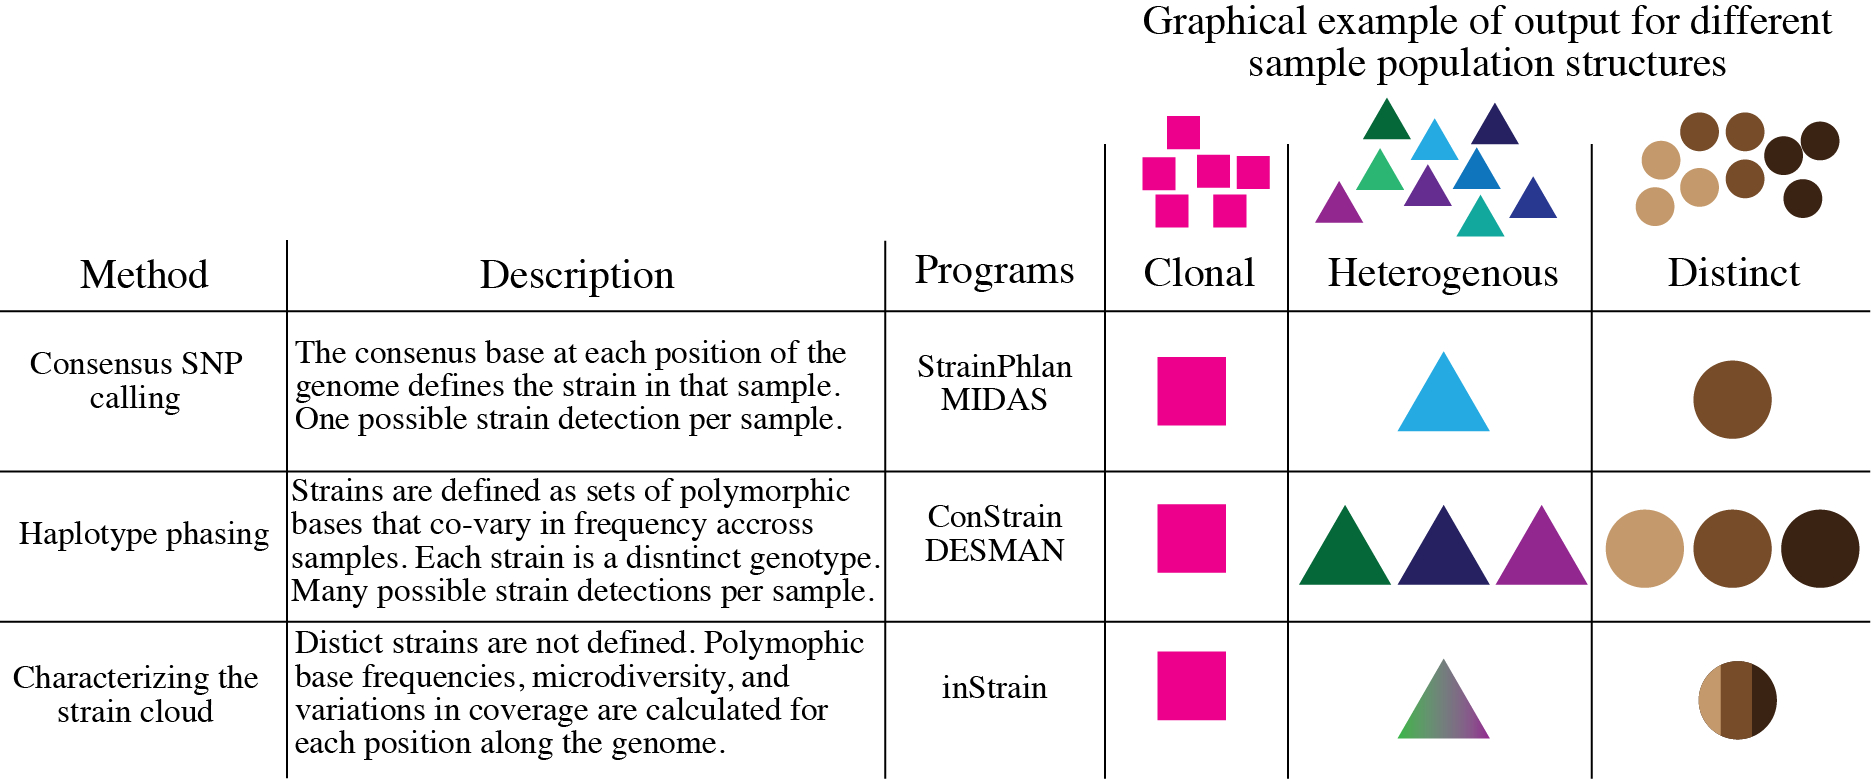 Graphical example of output for different
sample population structures
Method
Description
Programs
Clonal
Heterogenous
Distinct
Consensus SNP
calling
The consenus base at each position of the
genome defines the strain in that sample.
One possible strain detection per sample.
StrainPhlan
MIDAS
Haplotype phasing
Strains are defined as sets of polymorphic
bases that co-vary in frequency accross
samples. Each strain is a disntinct genotype.
Many possible strain detections per sample.
ConStrain
DESMAN
Characterizing the
strain cloud
Distict strains are not defined. Polymophic
base frequencies, microdiversity, and
variations in coverage are calculated for
each position along the genome.
inStrain